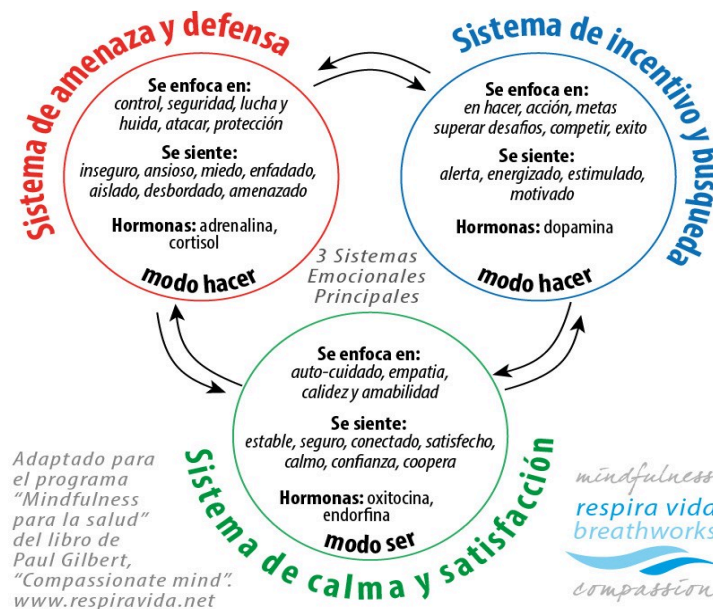 Sistema de amenaza y defensa
Se enfoca en:
control, seguridad, lucha y
huida, atacar, protección
Se siente:
inseguro, ansioso, miedo, enfadado,
aislado, desbordado, amenazado
Hormonas: adrenalina,
cortisol
modo hacer
Sistema de incentivo y busqueda
Se enfoca en:
en hacer, acción, metas
superar desafios, competir, exito
Se siente:
alerta, energizado, estimulado,
motivado
Hormonas: dopamina
modo hacer
3 Sistemas
Emocionales
Principales
Se enfoca en:
auto-cuidado, empatia,
calidez y amabilidad
Se siente:
estable, seguro, conectado, satisfecho,
calmo, confianza, coopera
Hormonas: oxitocina,
endorfina
modo ser
Sistema de calma y satisfacción
Adaptado para
el programa
“Mindfulness
para la salud”
del libro de
Paul Gilbert,
“Compassionate mind”.
www.respiravida.net
mindfulness
respira vida
breathworks
compassion